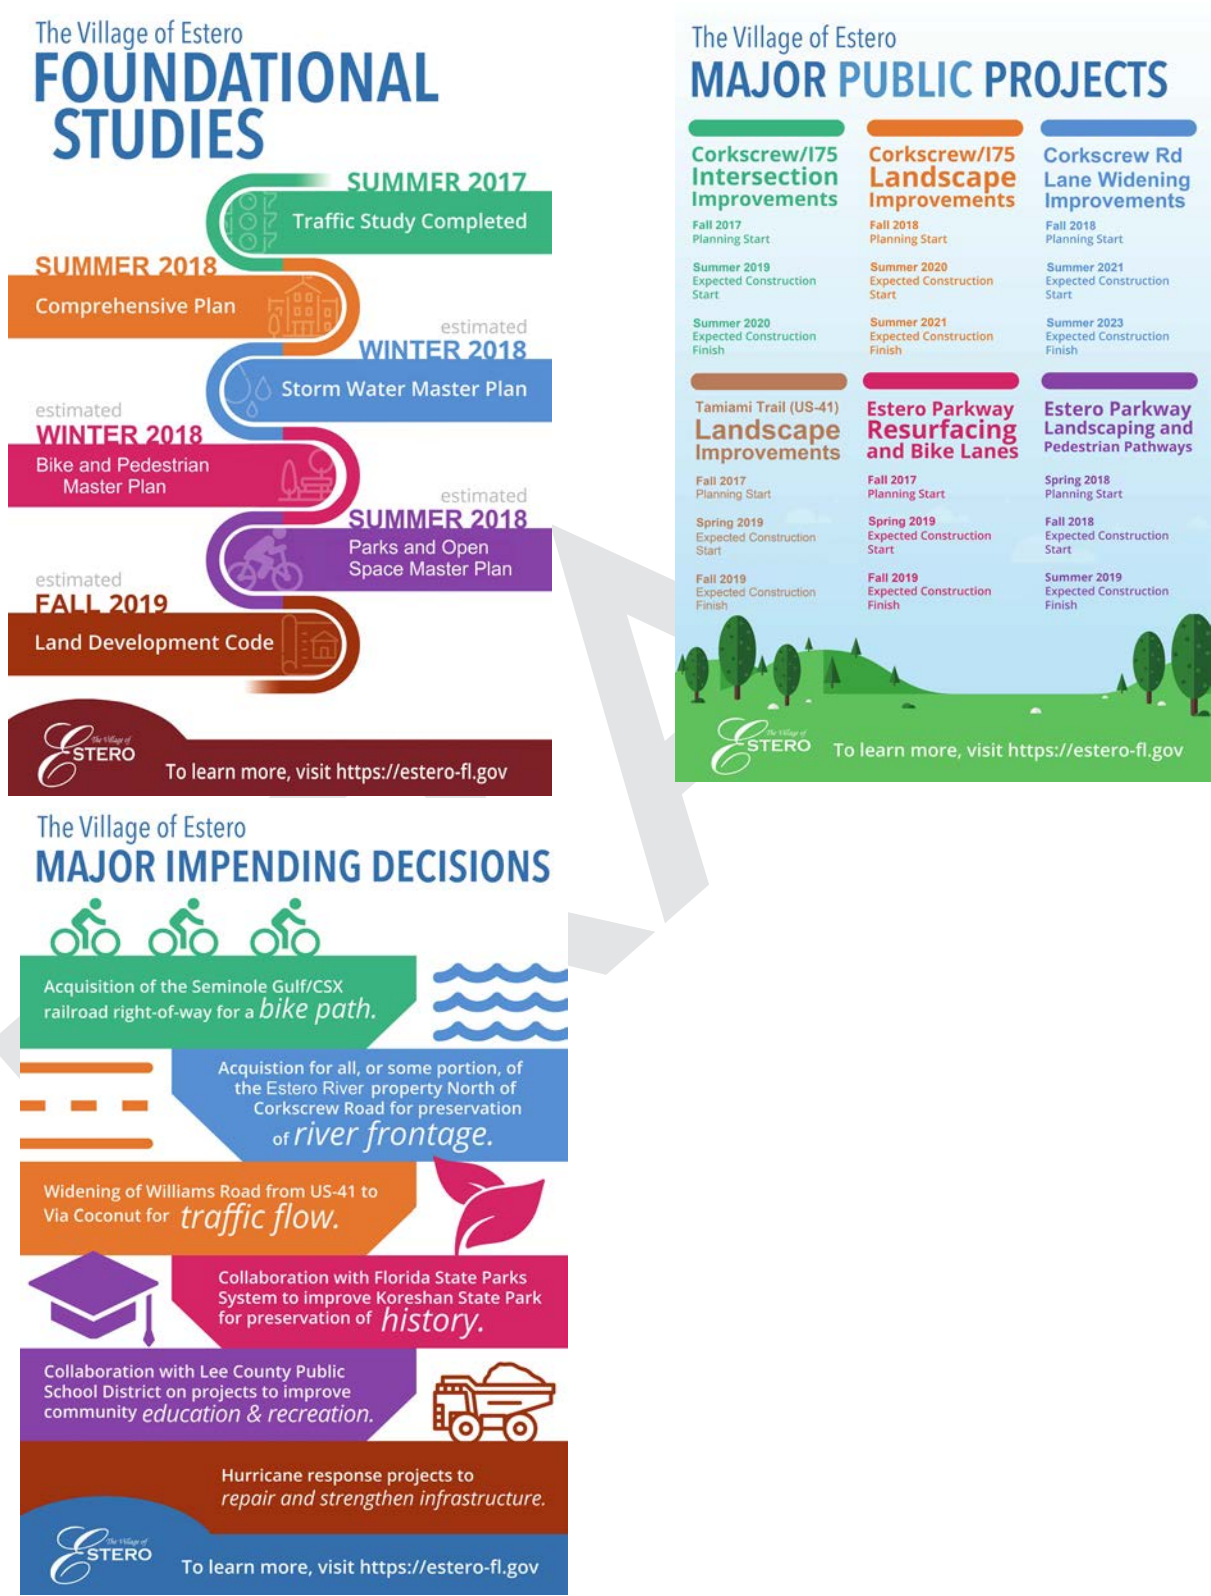 The Village of Estero
FOUNDATIONAL
STUDIES
SUMMER 2017
Traffic Study Completed
SUMMER 2018
Comprehensive Plan
estimated
WINTER 2018
Storm Water Master Plan
estimated
WINTER 2018
Bike and Pedestrian
Master Plan
estimated
SUMMER 2018
Parks and Open
Space Master Plan
estimated
FALL 2019
Land Development Code
The Village of
ESTERO
To learn more, visit https://estero-fl.gov
The Village of Estero
MAJOR PUBLIC PROJECTS
Corkscrew/I75
Intersection
Improvements
Fall 2017
Planning Start
Summer 2019
Expected Construction
Start
Summer 2020
Expected Construction
Finish
Corkscrew/I75
Landscape
Improvements
Fall 2018
Planning Start
Summer 2020
Expected Construction
Start
Summer 2021
Expected Construction
Finish
Corkscrew Rd
Lane Widening
Improvements
Fall 2018
Planning Start
Summer 2021
Expected Construction
Start
Summer 2023
Expected Construction
Finish
Tamiami Trail (US-41)
Landscape
Improvements
Fall 2017
Planning Start
Spring 2019
Expected Construction
Start
Fall 2019
Expected Construction
Finish
Estero Parkway
Resurfacing
and Bike Lanes
Fall 2017
Planning Start
Spring 2019
Expected Construction
Start
Fall 2019
Expected Construction
Finish
Estero Parkway
Landscaping and
Pedestrian Pathways
Spring 2018
Planning Start
Fall 2018
Expected Construction
Start
Summer 2019
Expected Construction
Finish
The Village of
ESTERO
To learn more, visit https://estero-fl.gov
The Village of Estero
MAJOR IMPENDING DECISIONS
Acquisition of the Seminole Gulf/CSX
railroad right-of-way for a bike path.
Acquistion for all, or some portion, of
the Estero River property North of
Corkscrew Road for preservation
of river frontage.
Widening of Williams Road from US-41 to
Via Coconut for traffic flow.
Collaboration with Florida State Parks
System to improve Koreshan State Park
for preservation of history.
Collaboration with Lee County Public
School District on projects to improve
community education & recreation.
Hurricane response projects to
repair and strengthen infrastructure.
The Village of
ESTERO
To learn more, visit https://estero-fl.gov